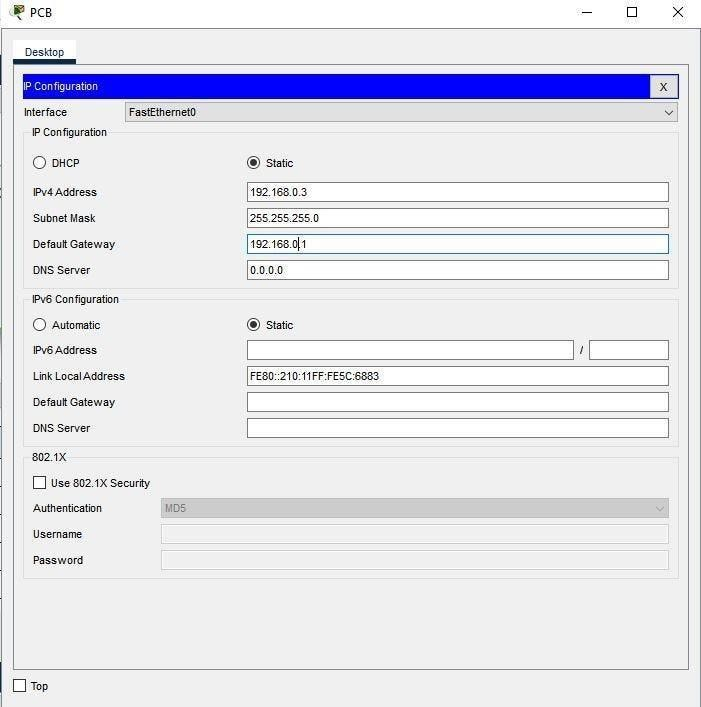 PCB
Desktop
IP Configuration X
Interface FastEthernet0
IP Configuration
DHCP Static
IPv4 Address 192.168.0.3
Subnet Mask 255.255.255.0
Default Gateway 192.168.0.1
DNS Server 0.0.0.0
IPv6 Configuration
Automatic Static
IPv6 Address /
Link Local Address FE80::210:11FF:FE5C:6883
Default Gateway
DNS Server
802.1X
Use 802.1X Security
Authentication MD5
Username
Password
Top